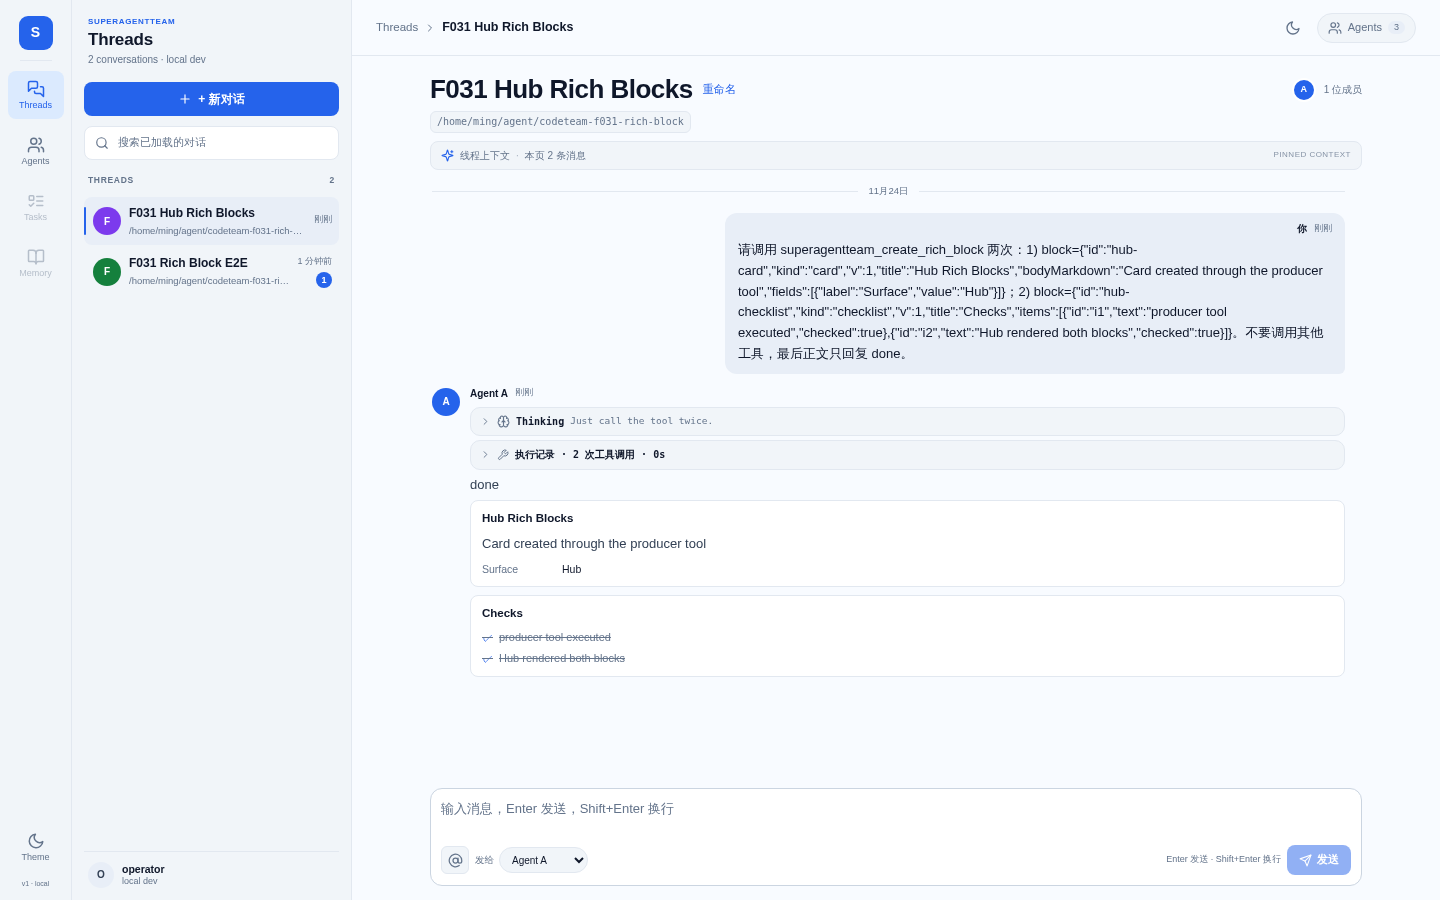 S
Threads
Agents
Tasks
Memory
Theme
v1 · local
SUPERAGENTTEAM
Threads
2 conversations · local dev
+ 新对话
搜索已加载的对话
THREADS 2
F
F031 Hub Rich Blocks
刚刚
/home/ming/agent/codeteam-f031-rich-…
F
F031 Rich Block E2E
1 分钟前
/home/ming/agent/codeteam-f031-ri…
1
O
operator
local dev
Threads
F031 Hub Rich Blocks
Agents 3
F031 Hub Rich Blocks 重命名
A 1 位成员
/home/ming/agent/codeteam-f031-rich-block
线程上下文 · 本页 2 条消息
PINNED CONTEXT
11月24日
你 刚刚
请调用 superagentteam_create_rich_block 两次：1) block={"id":"hub-
card","kind":"card","v":1,"title":"Hub Rich Blocks","bodyMarkdown":"Card created through the producer
tool","fields":[{"label":"Surface","value":"Hub"}]}；2) block={"id":"hub-
checklist","kind":"checklist","v":1,"title":"Checks","items":[{"id":"i1","text":"producer tool
executed","checked":true},{"id":"i2","text":"Hub rendered both blocks","checked":true}]}。不要调用其他
工具，最后正文只回复 done。
A
Agent A 刚刚
Thinking Just call the tool twice.
执行记录 · 2 次工具调用 · 0s
done
Hub Rich Blocks
Card created through the producer tool
Surface Hub
Checks
producer tool executed
Hub rendered both blocks
输入消息，Enter 发送，Shift+Enter 换行
发给 Agent A
Enter 发送 · Shift+Enter 换行
发送